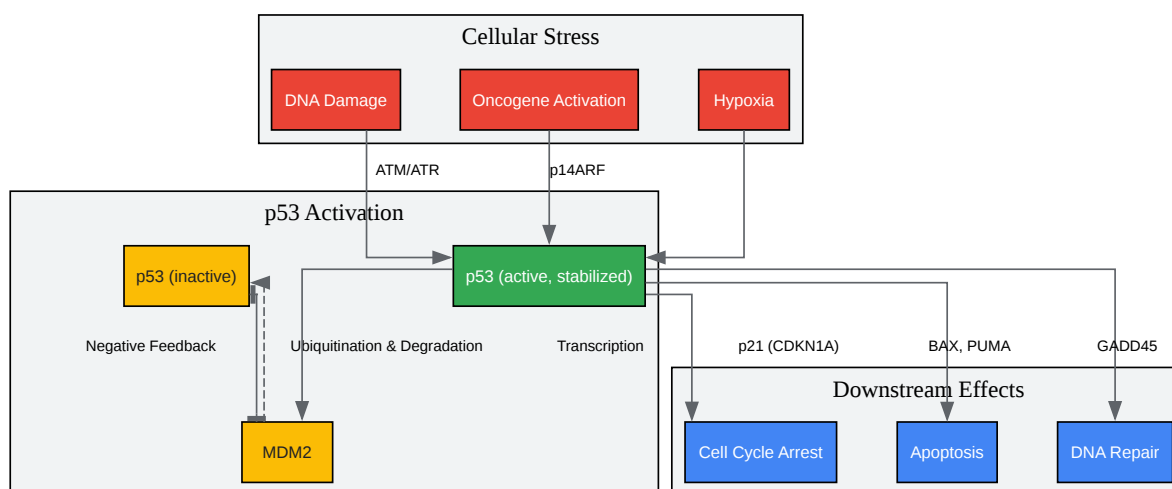 Cellular Stress
DNA Damage
Oncogene Activation
Hypoxia
ATM/ATR
p14ARF
p53 Activation
p53 (inactive)
p53 (active, stabilized)
Negative Feedback
Ubiquitination & Degradation
Transcription
p21 (CDKN1A)
BAX, PUMA
GADD45
Downstream Effects
MDM2
Cell Cycle Arrest
Apoptosis
DNA Repair